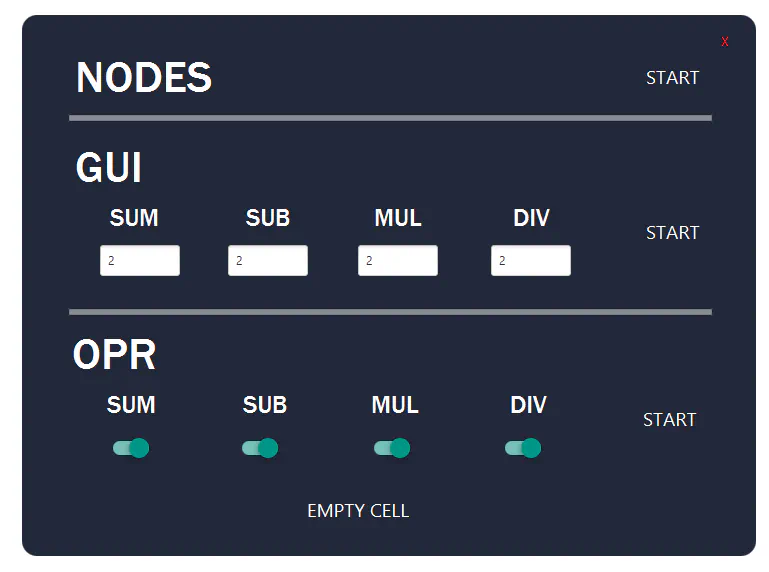 X
NODES
START
GUI
SUM SUB MUL DIV
START
2 2 2 2
OPR
SUM SUB MUL DIV
START
EMPTY CELL